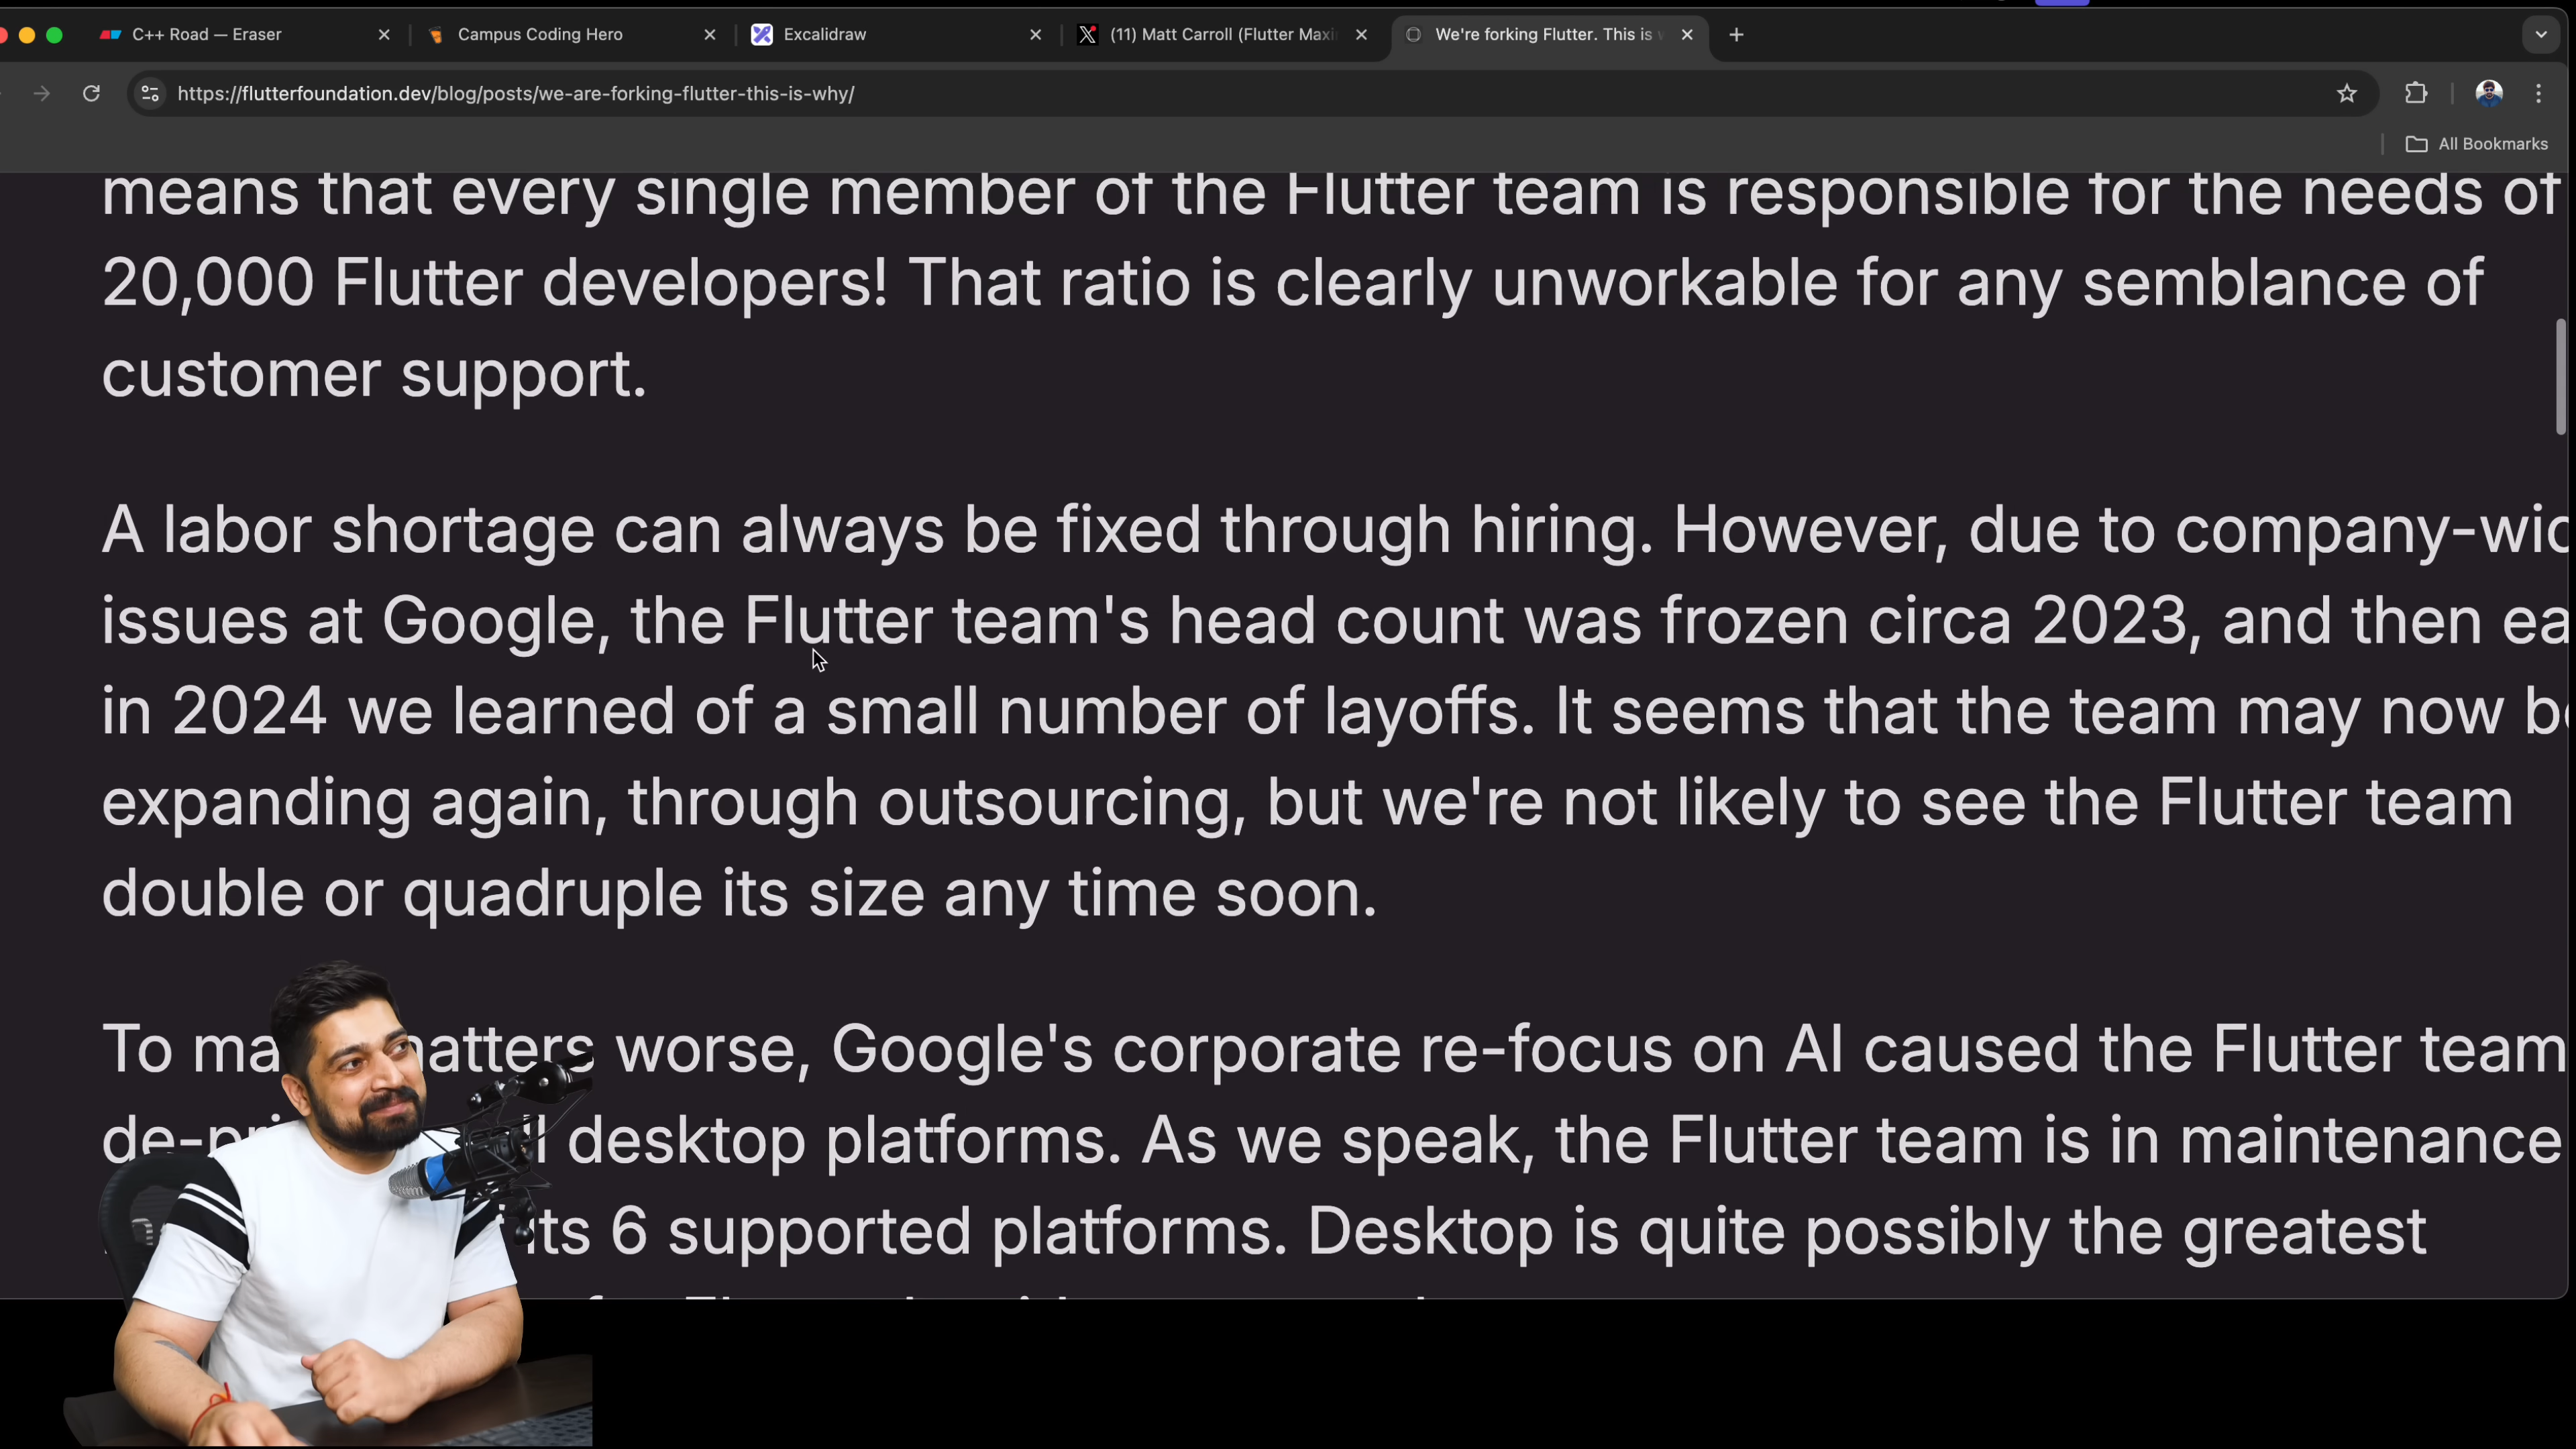 C++ Road — Eraser
Campus Coding Hero
Excalidraw
(11) Matt Carroll (Flutter Maxi
We're forking Flutter. This is
https://flutterfoundation.dev/blog/posts/we-are-forking-flutter-this-is-why/
All Bookmarks
means that every single member of the Flutter team is responsible for the needs of
20,000 Flutter developers! That ratio is clearly unworkable for any semblance of
customer support.
A labor shortage can always be fixed through hiring. However, due to company-wid
issues at Google, the Flutter team's head count was frozen circa 2023, and then ea
in 2024 we learned of a small number of layoffs. It seems that the team may now be
expanding again, through outsourcing, but we're not likely to see the Flutter team
double or quadruple its size any time soon.
To ma atters worse, Google's corporate re-focus on AI caused the Flutter team
de-pri l desktop platforms. As we speak, the Flutter team is in maintenance
its 6 supported platforms. Desktop is quite possibly the greatest